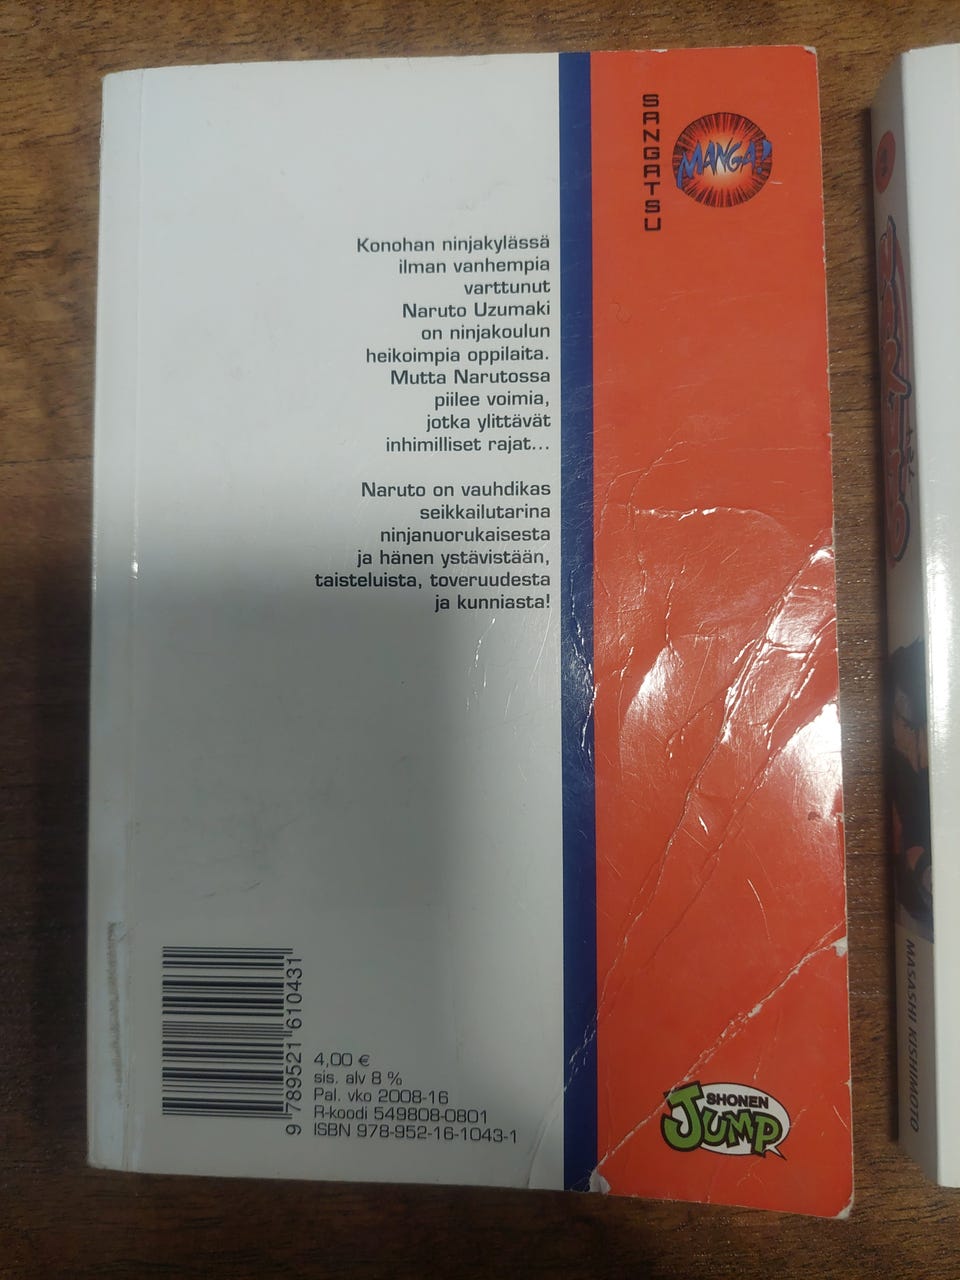 SANGATSU
MANGA!
Konohan ninjakylässä
ilman vanhempia
varttunut
Naruto Uzumaki
on ninjakoulun
heikoimpia oppilaita.
Mutta Narutossa
piilee voimia,
jotka ylittävät
inhimilliset rajat...
Naruto on vauhdikas
seikkailutarina
ninjanuorukaisesta
ja hänen ystävistään,
taisteluista, toveruudesta
ja kunniasta!
9 789521 610431
4,00 €
sis. alv 8 %
Pal. vko 2008-16
R-koodi 549808-0801
ISBN 978-952-16-1043-1
SHONEN
JUMP
MASASHI KISHIMOTO